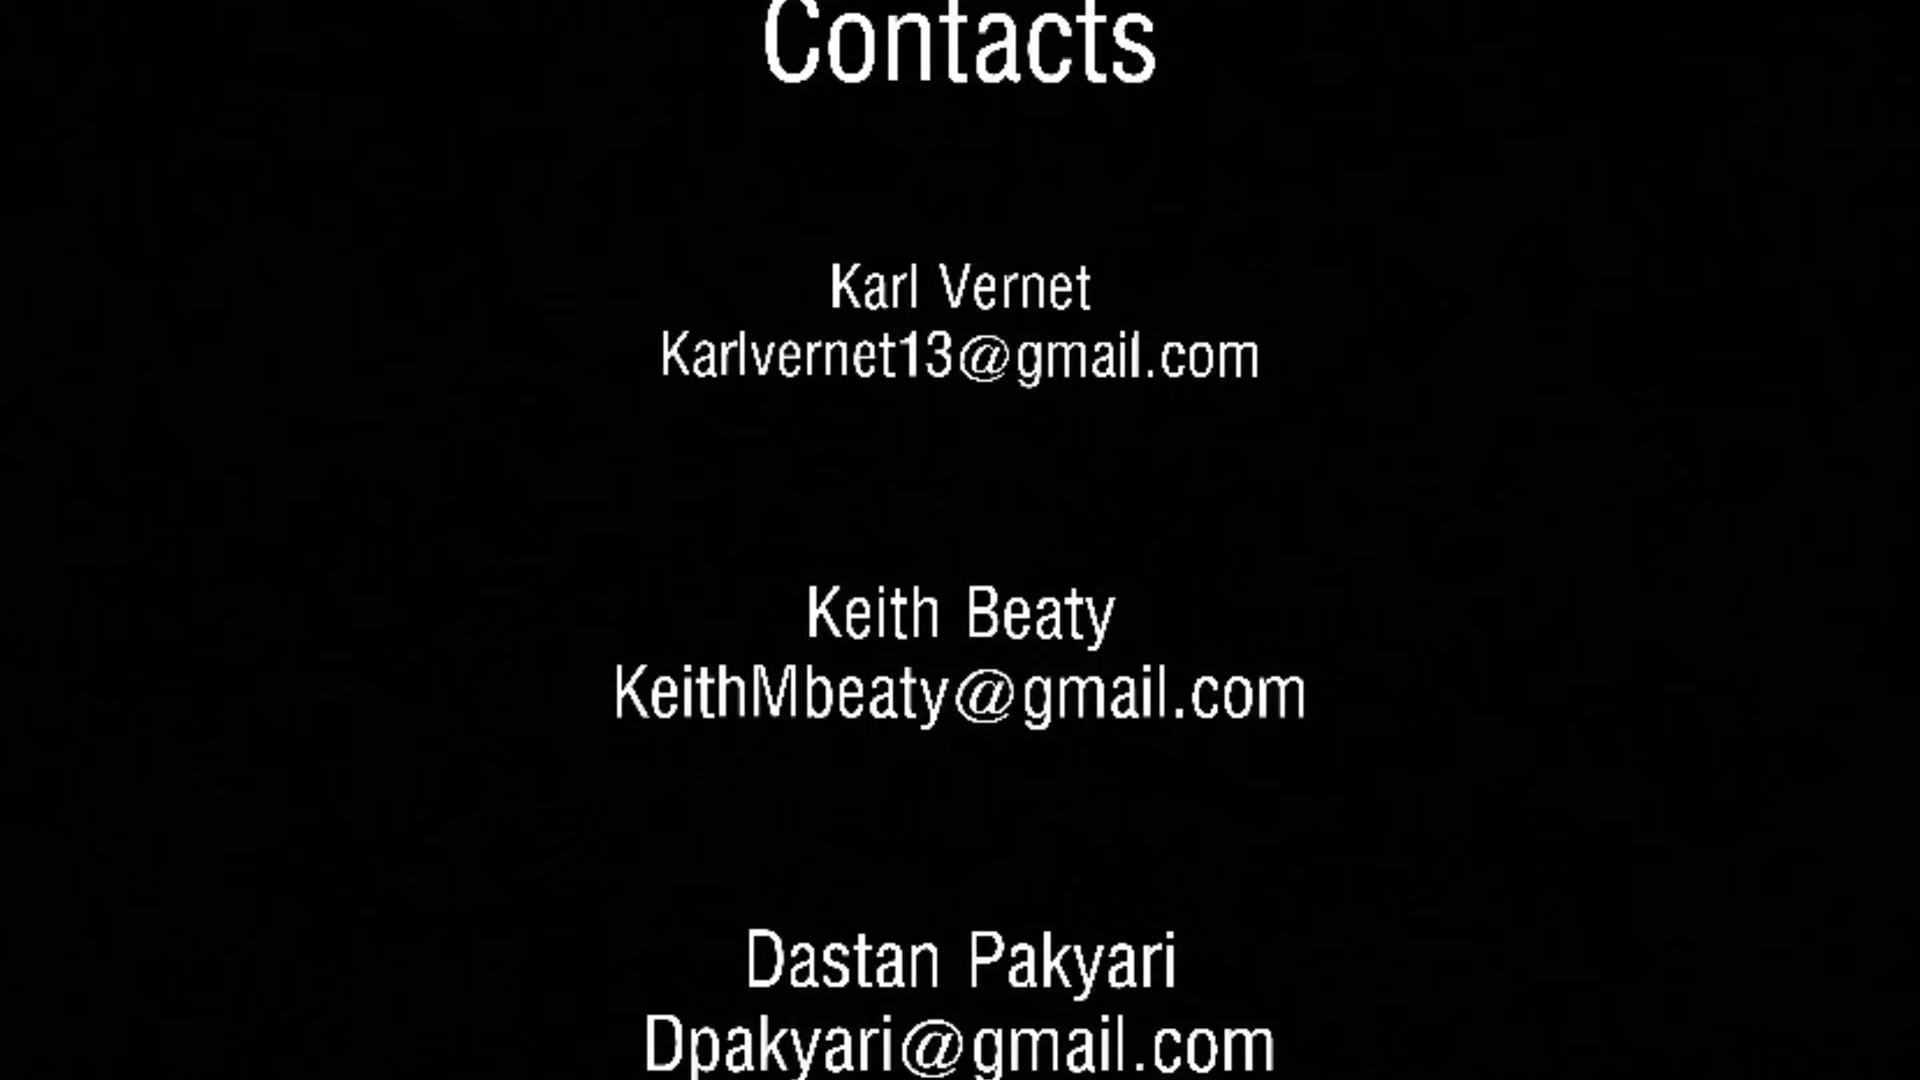 Contacts
Karl Vernet
Karlvernet13@gmail.com
Keith Beaty
KeithMbeaty@gmail.com
Dastan Pakyari
Dpakyari@gmail.com